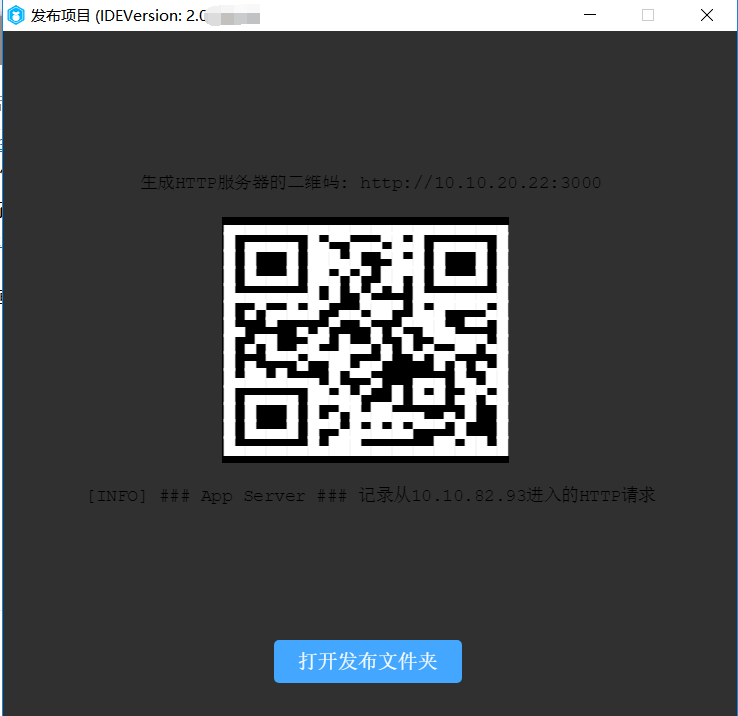 发布项目 (IDEVersion: 2.0
生成HTTP服务器的二维码: http://10.10.20.22:3000
[INFO] ### App Server ### 记录从10.10.82.93进入的HTTP请求
打开发布文件夹